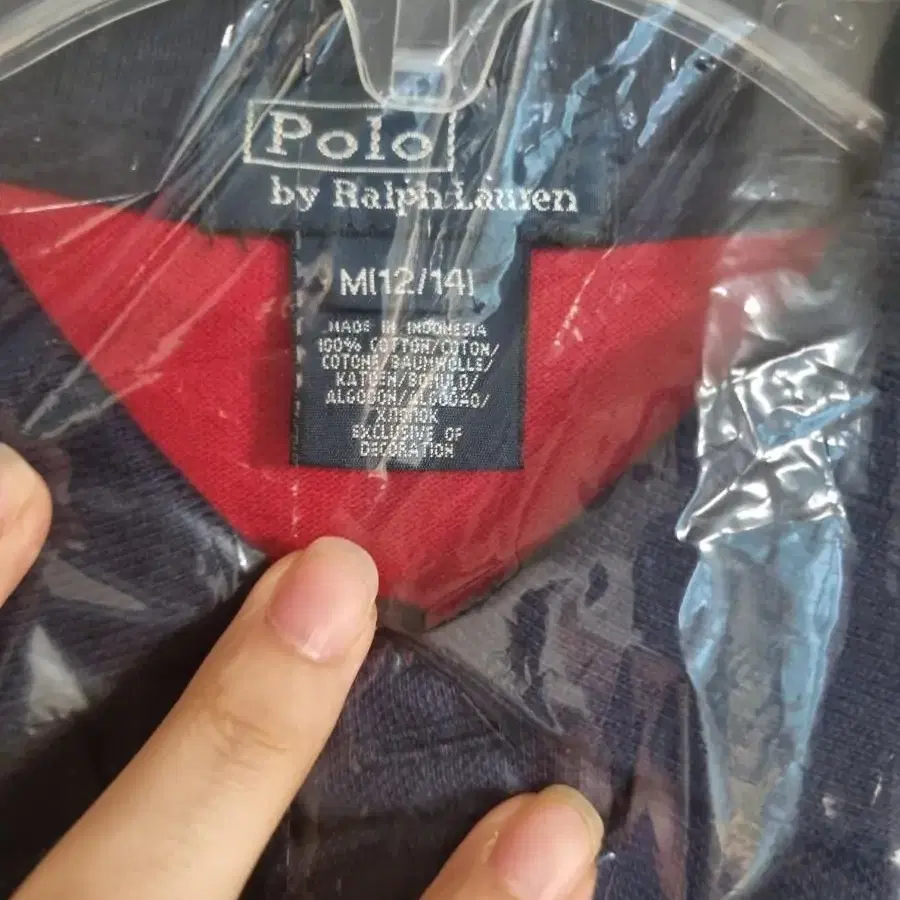 Polo
by Ralph Lauren
M(12/14)
MADE IN INDONESIA
100% COTTON/COTON/
COTONE/BAUMWOLLE/
KATOEN/BOMULD/
ALGODON/ALGODAO/
ХЛОПОК
EXCLUSIVE OF
DECORATION